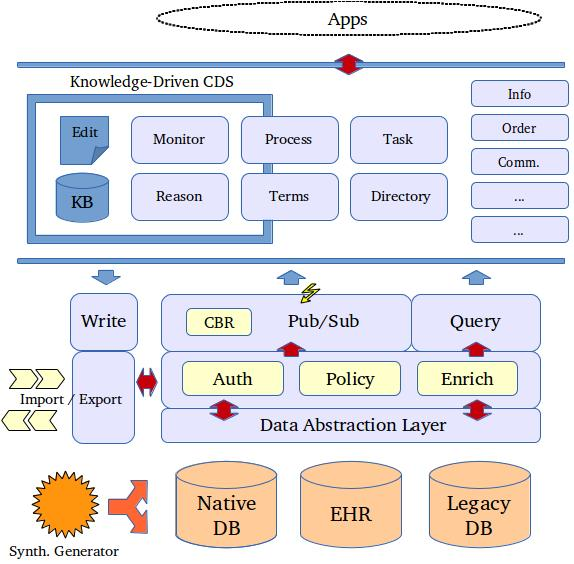 Apps
Knowledge-Driven CDS
Edit
Monitor
Process
Task
KB
Reason
Terms
Directory
Info
Order
Comm.
...
...
Write
CBR
Pub/Sub
Query
Import / Export
Auth
Policy
Enrich
Data Abstraction Layer
Synth. Generator
Native
DB
EHR
Legacy
DB